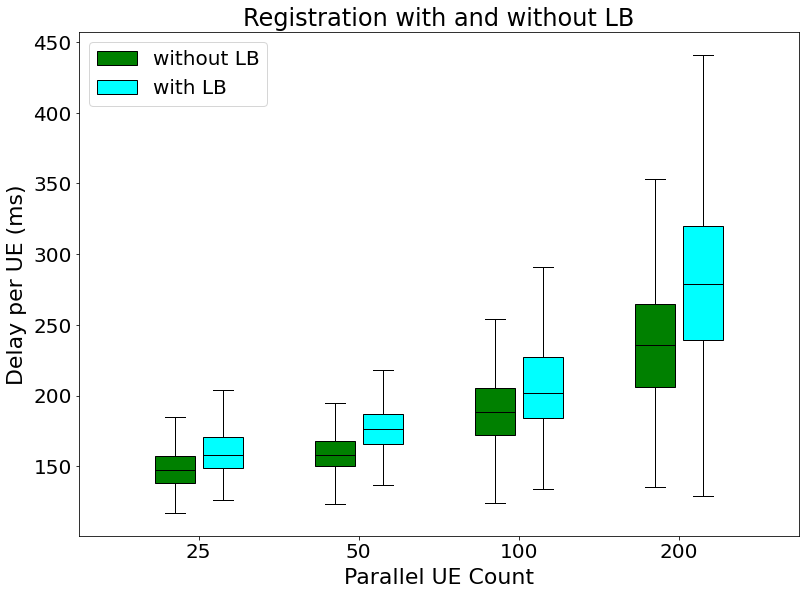 Registration with and without LB
without LB
with LB
Delay per UE (ms)
450
400
350
300
250
200
150
25 50 100 200
Parallel UE Count